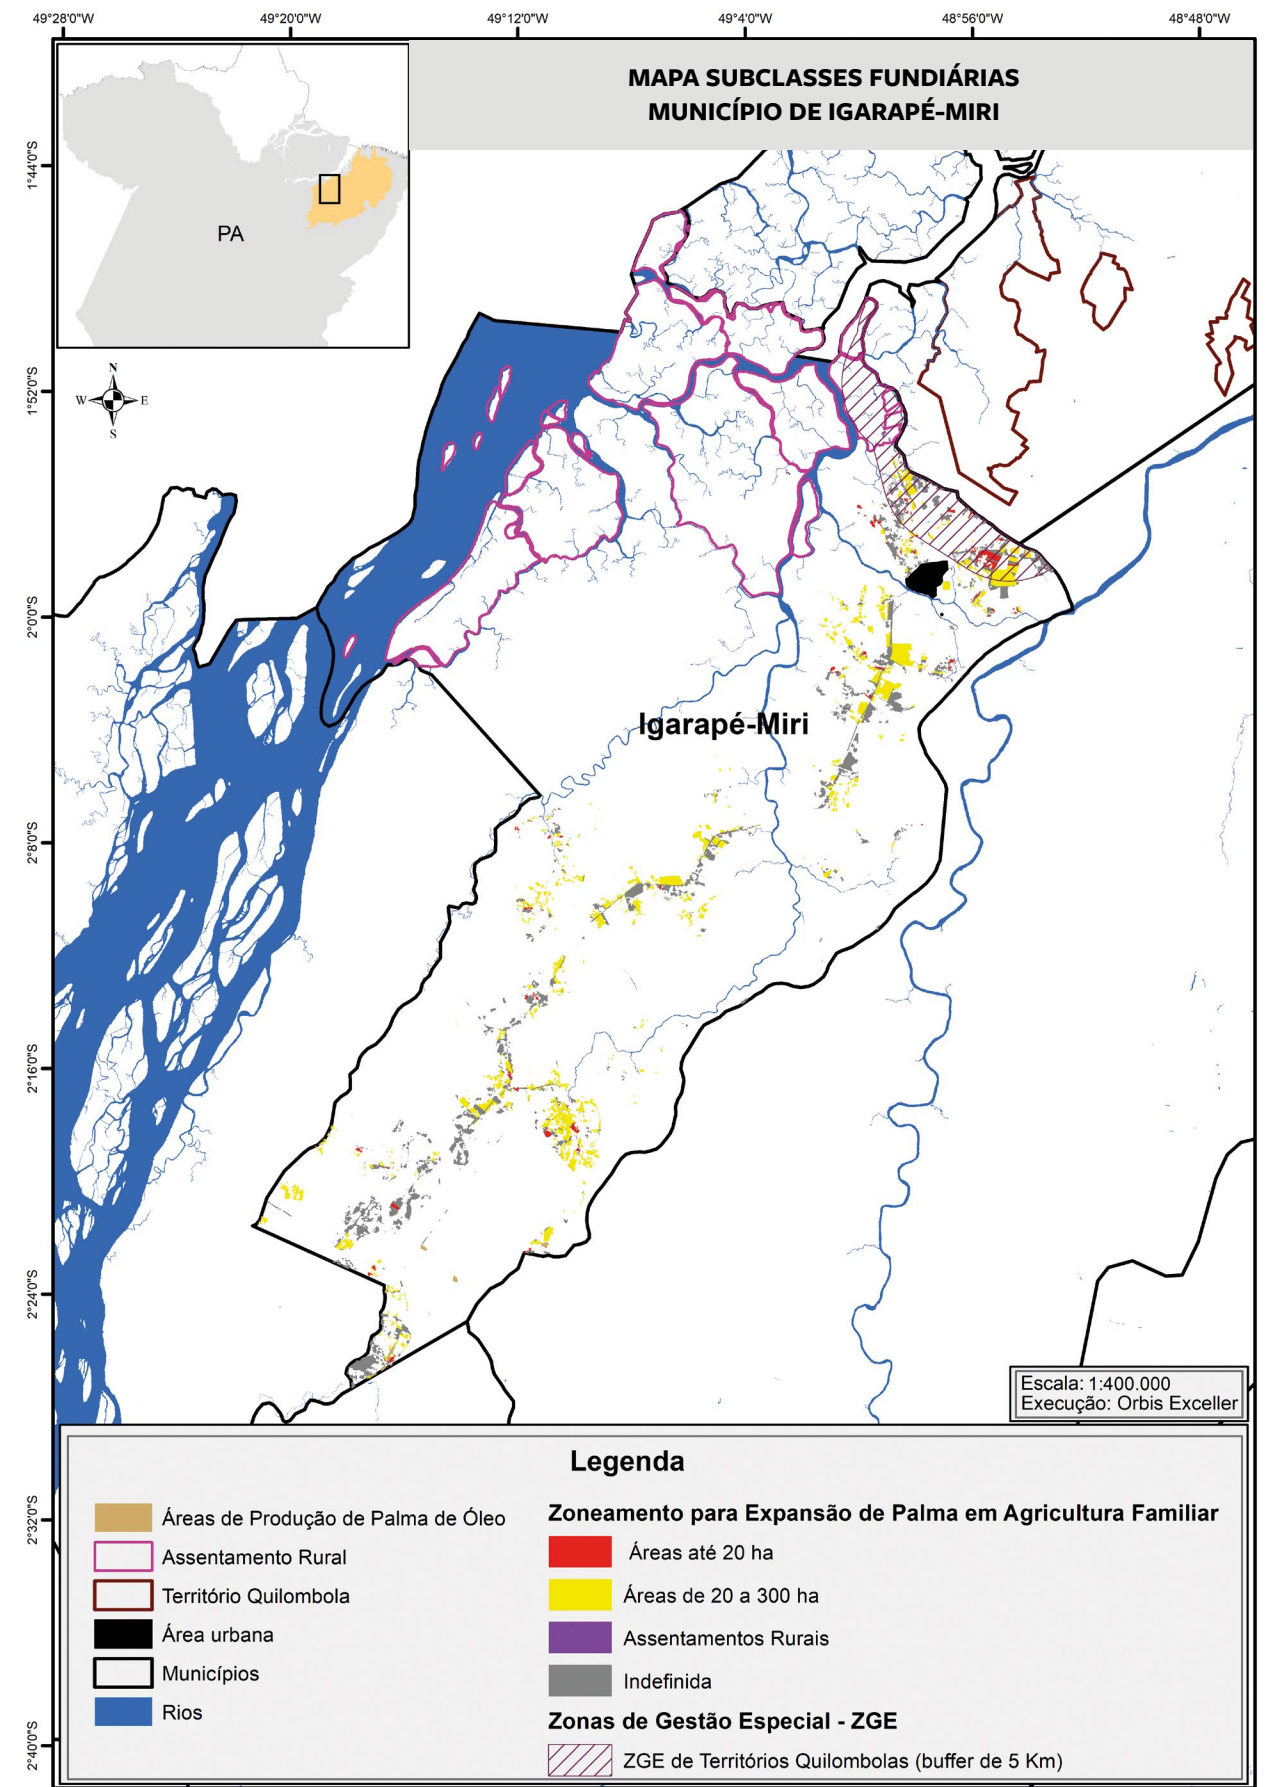 49°28'0"W
49°20'0"W
49°12'0"W
49°4'0"W
48°56'0"W
48°48'0"W
MAPA SUBCLASSES FUNDIÁRIAS
MUNICÍPIO DE IGARAPÉ-MIRI
PA
1°44'0"S
1°52'0"S
2°0'0"S
2°8'0"S
2°16'0"S
2°24'0"S
2°32'0"S
2°40'0"S
N
W
E
S
Igarapé-Miri
Escala: 1:400.000
Execução: Orbis Exceller
Legenda
Áreas de Produção de Palma de Óleo
Assentamento Rural
Território Quilombola
Área urbana
Municípios
Rios
Zoneamento para Expansão de Palma em Agricultura Familiar
Áreas até 20 ha
Áreas de 20 a 300 ha
Assentamentos Rurais
Indefinida
Zonas de Gestão Especial - ZGE
ZGE de Territórios Quilombolas (buffer de 5 Km)